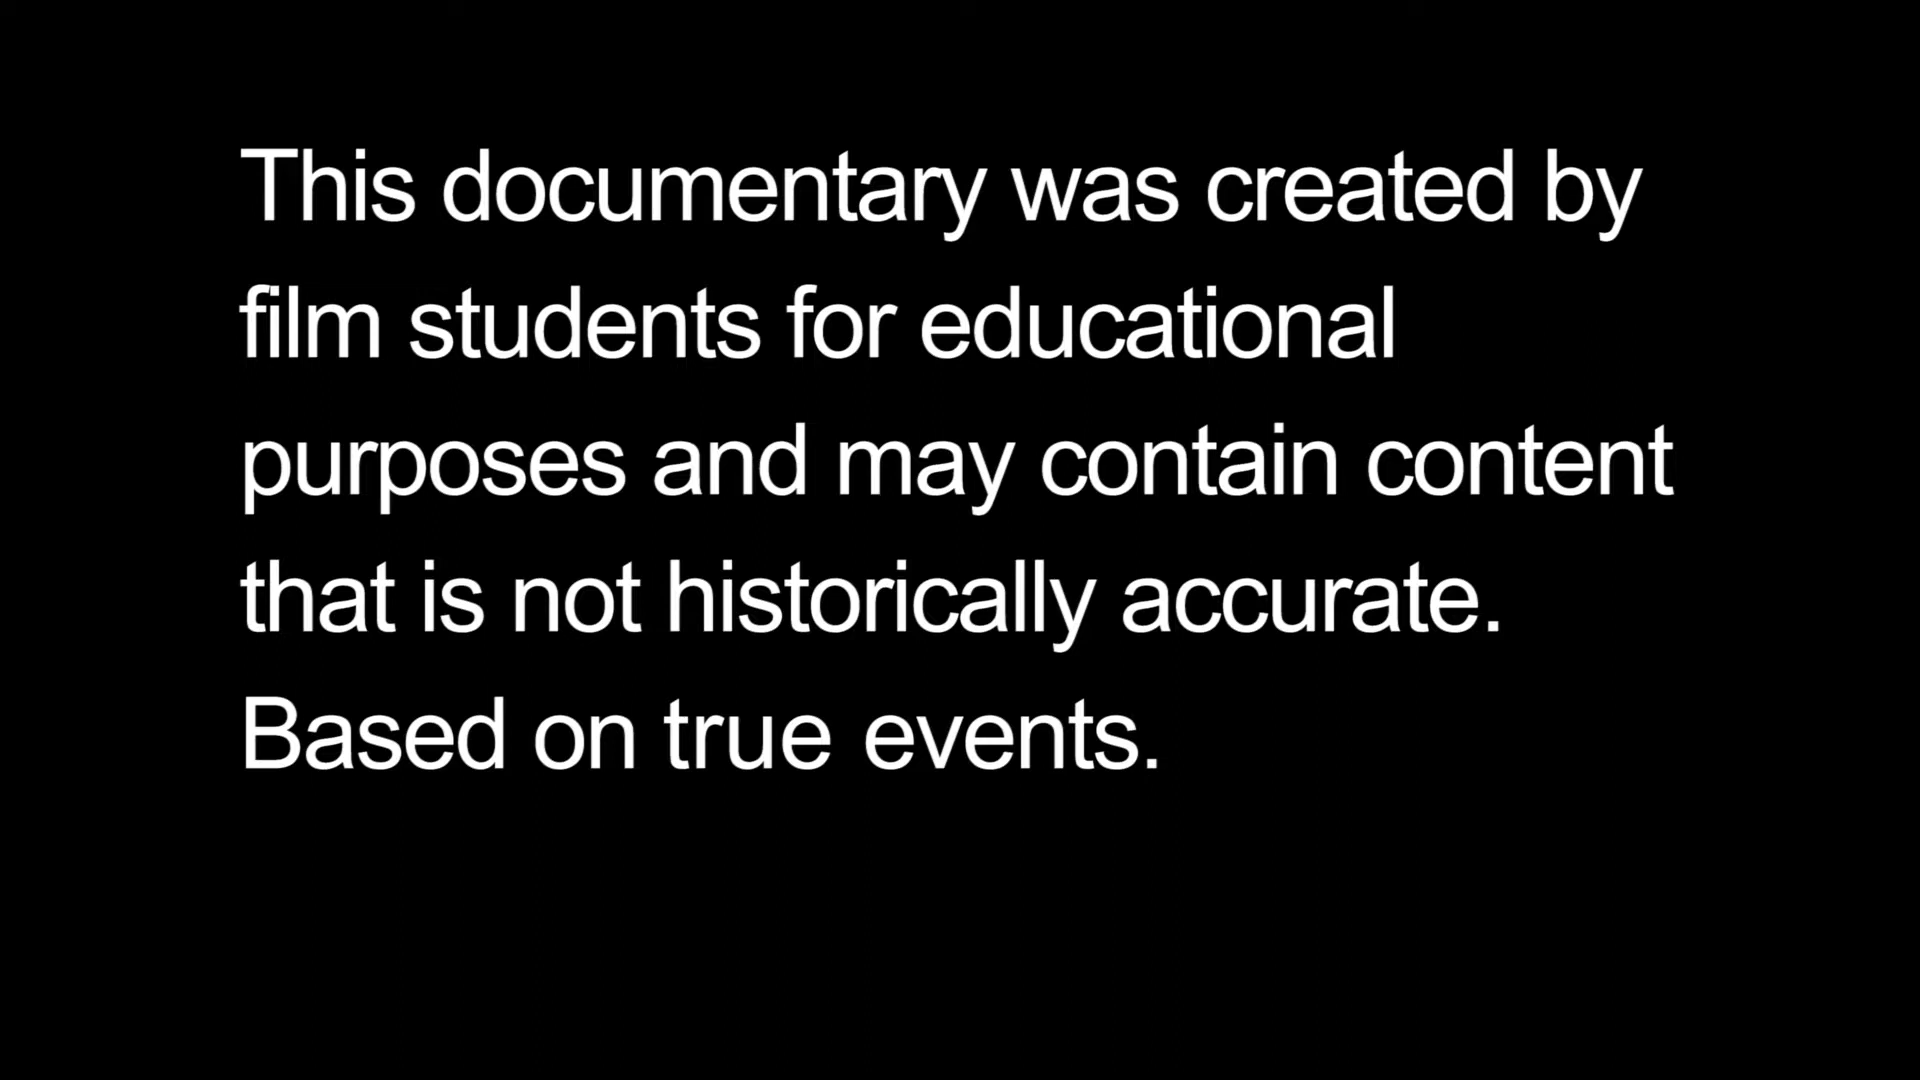 This documentary was created by
film students for educational
purposes and may contain content
that is not historically accurate.
Based on true events.